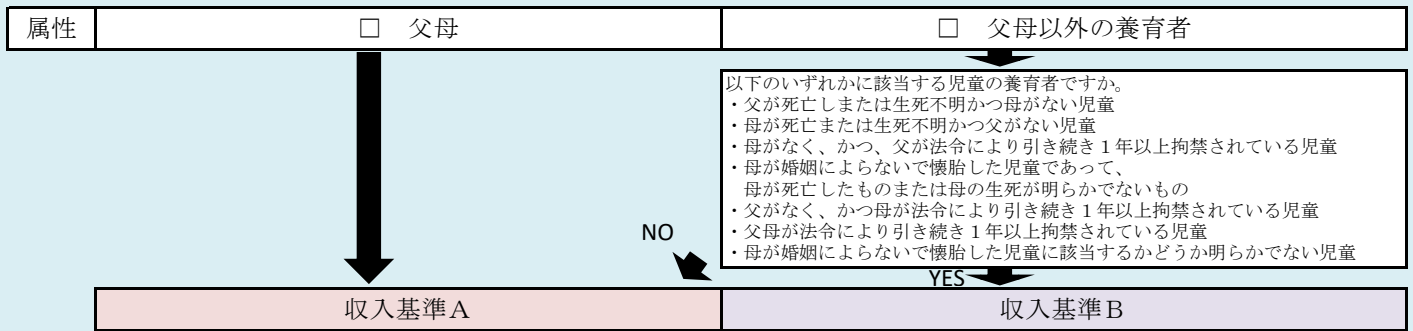 属性
□ 父母
□ 父母以外の養育者
以下のいずれかに該当する児童の養育者ですか。
・父が死亡しまたは生死不明かつ母がない児童
・母が死亡または生死不明かつ父がない児童
・母がなく、かつ、父が法令により引き続き１年以上拘禁されている児童
・母が婚姻によらないで懐胎した児童であって、
母が死亡したものまたは母の生死が明らかでないもの
・父がなく、かつ母が法令により引き続き１年以上拘禁されている児童
・父母が法令により引き続き１年以上拘禁されている児童
・母が婚姻によらないで懐胎した児童に該当するかどうか明らかでない児童
NO
YES
収入基準Ａ
収入基準Ｂ